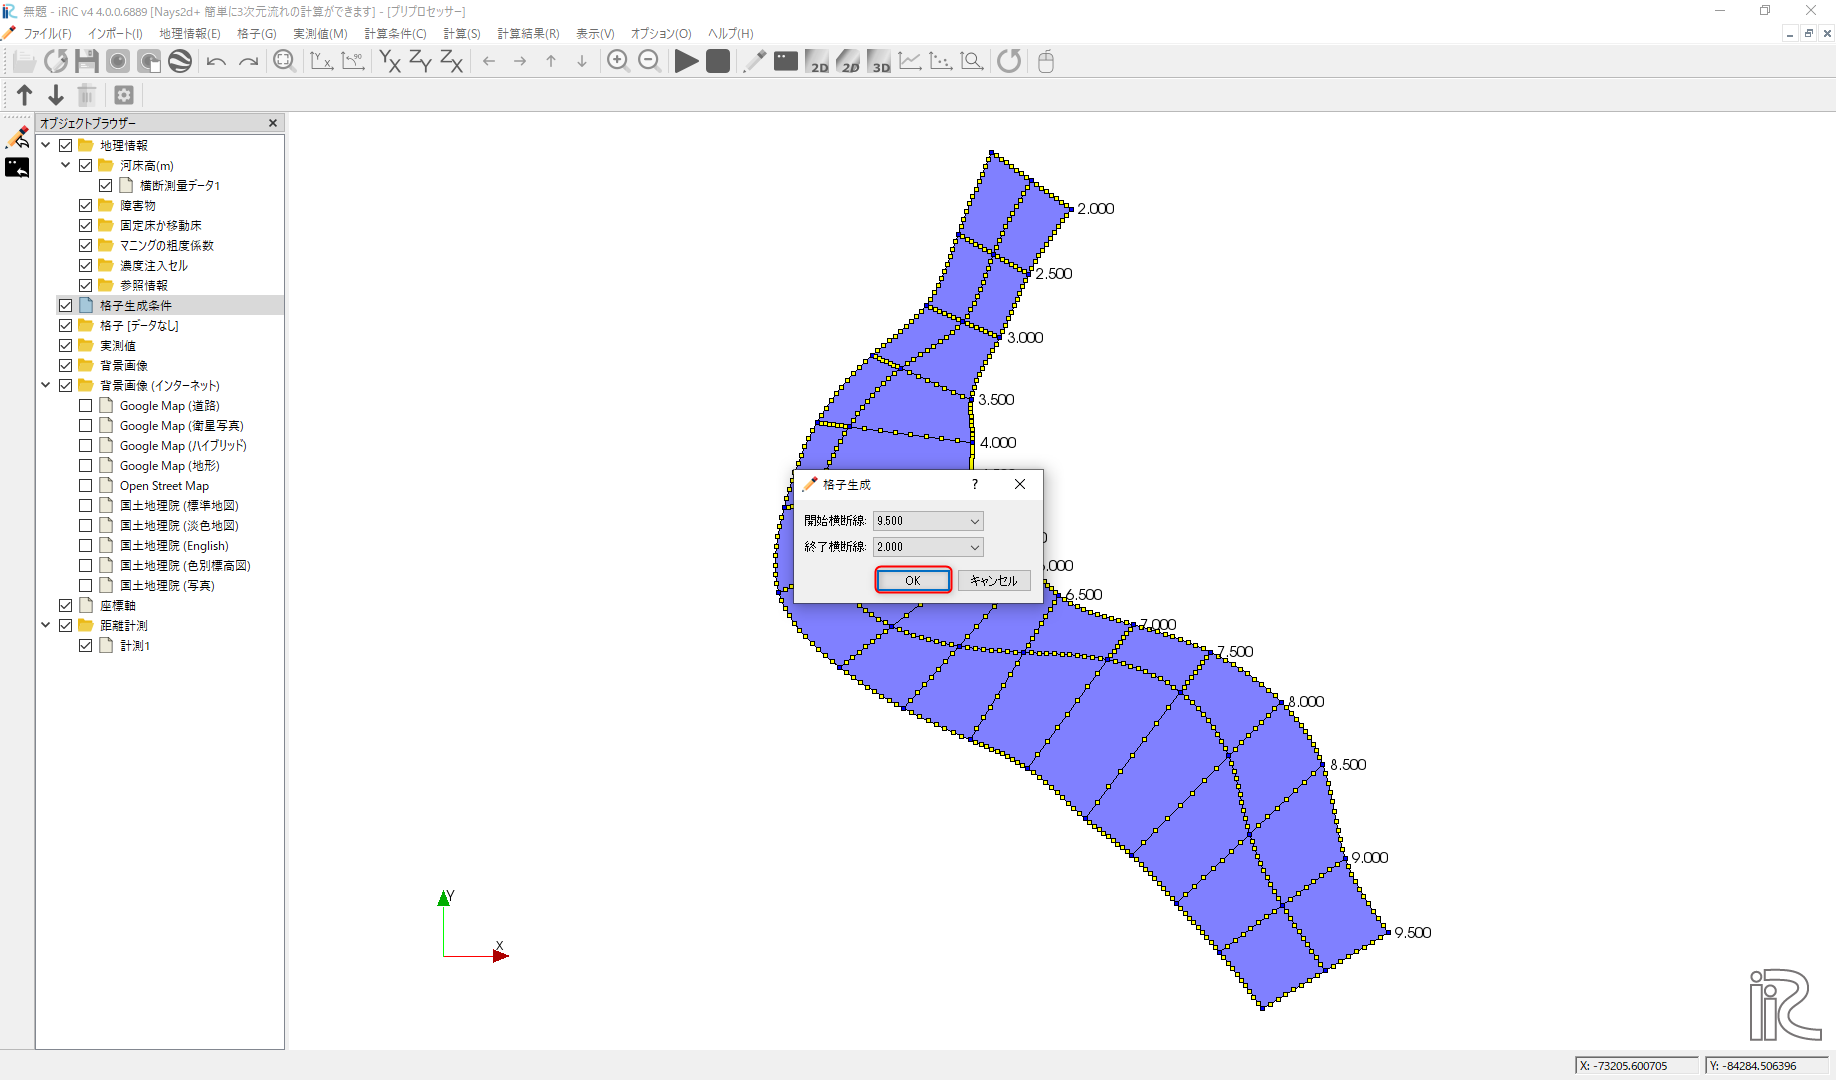 無題 - iRIC v4 4.0.0.6889 [Nays2d+ 簡単に3次元流れの計算ができます] - [プリプロセッサー]
ファイル(F) インポート(I) 地理情報(E) 格子(G) 実測値(M) 計算条件(C) 計算(S) 計算結果(R) 表示(V) オプション(O) ヘルプ(H)
Yx ZY Zx 2D 2D 3D
オブジェクトブラウザー
地理情報
河床高(m)
横断測量データ1
障害物
固定床か移動床
マニングの粗度係数
濃度注入セル
参照情報
格子生成条件
格子 [データなし]
実測値
背景画像
背景画像 (インターネット)
Google Map (道路)
Google Map (衛星写真)
Google Map (ハイブリッド)
Google Map (地形)
Open Street Map
国土地理院 (標準地図)
国土地理院 (淡色地図)
国土地理院 (English)
国土地理院 (色別標高図)
国土地理院 (写真)
座標軸
距離計測
計測1
2.000
2.500
3.000
3.500
4.000
格子生成 ?
開始横断線: 9.500
終了横断線: 2.000
OK キャンセル
6.500
7.000
7.500
8.000
8.500
9.000
9.500
Y
X
iRIC
X: -73205.600705 Y: -84284.506396